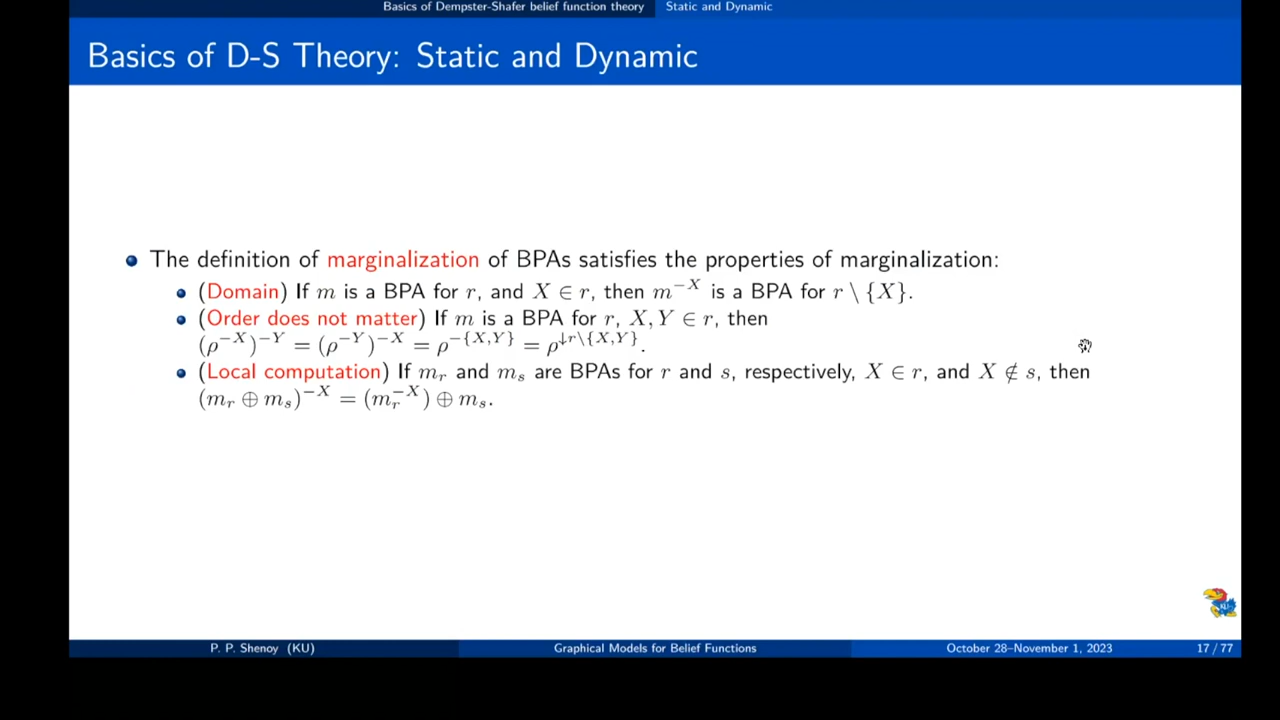 Basics of Dempster-Shafer belief function theory Static and Dynamic
Basics of D-S Theory: Static and Dynamic
The definition of marginalization of BPAs satisfies the properties of marginalization:
(Domain) If m is a BPA for r, and X ∈ r, then m⁻ˣ is a BPA for r \ {X}.
(Order does not matter) If m is a BPA for r, X, Y ∈ r, then
(ρ^{−X})^{−Y} = (ρ^{−Y})^{−X} = ρ^{−{X,Y}} = ρ^{↓r\{X,Y}}.
(Local computation) If m_r and m_s are BPAs for r and s, respectively, X ∈ r, and X ∉ s, then
(m_r ⊕ m_s)^{−X} = (m_r^{−X}) ⊕ m_s.
KU
P. P. Shenoy (KU) Graphical Models for Belief Functions October 28–November 1, 2023 17 / 77